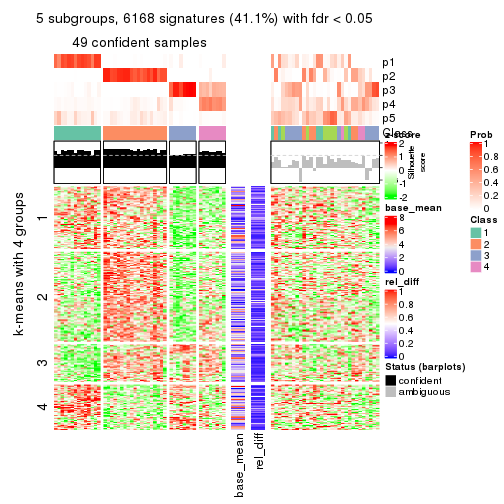 5 subgroups, 6168 signatures (41.1%) with fdr < 0.05
49 confident samples
p1
p2
p3
p4
p5
Class
k-means with 4 groups
1
2
3
4
base_mean
rel_diff
z-score
2
1
0
-1
-2
Silhouette
score
base_mean
8
6
4
2
0
rel_diff
1
0.8
0.6
0.4
0.2
0
Status (barplots)
confident
ambiguous
Prob
1
0.8
0.6
0.4
0.2
0
Class
1
2
3
4